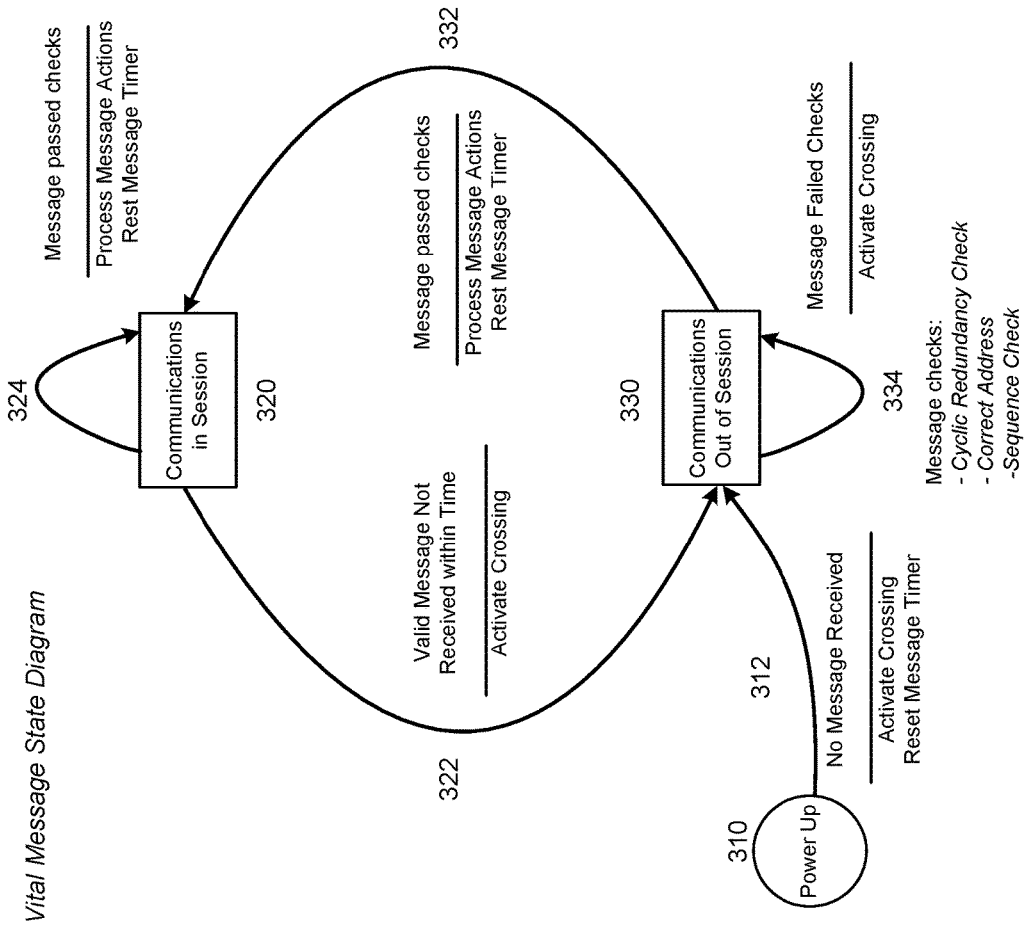 Vital Message State Diagram
324
Message passed checks
Process Message Actions
Rest Message Timer
Communications
in Session
320
322
Valid Message Not
Received within Time
Activate Crossing
332
Message passed checks
Process Message Actions
Rest Message Timer
310
Power Up
312
No Message Received
Activate Crossing
Reset Message Timer
330
Communications
Out of Session
334
Message Failed Checks
Activate Crossing
Message checks:
- Cyclic Redundancy Check
- Correct Address
-Sequence Check